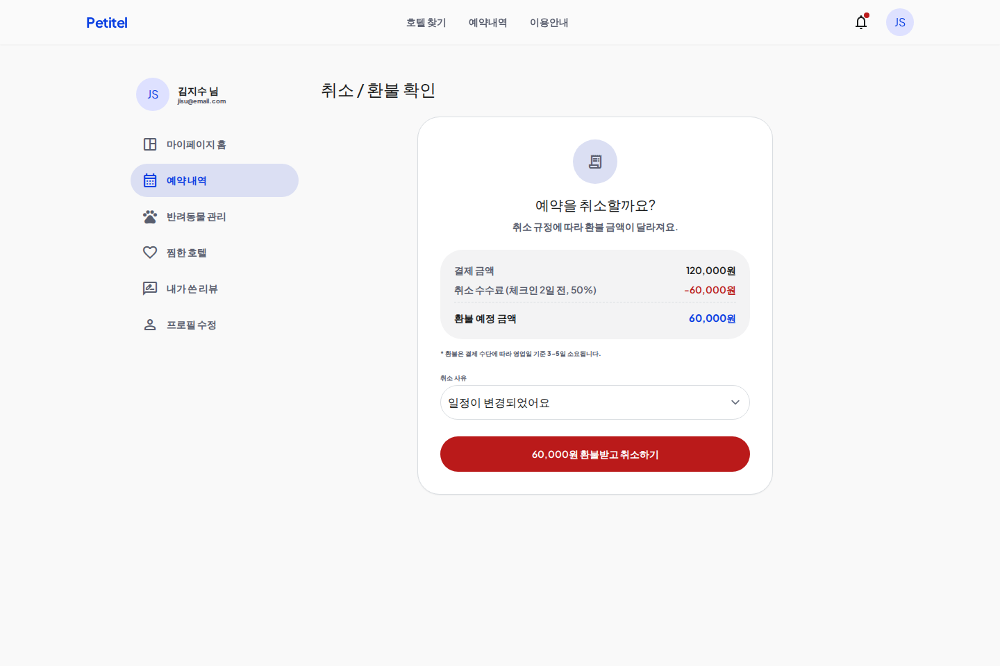 Petitel
호텔 찾기
예약내역
이용안내
JS
JS
김지수 님
jisu@email.com
마이페이지 홈
예약 내역
반려동물 관리
찜한 호텔
내가 쓴 리뷰
프로필 수정
취소 / 환불 확인
예약을 취소할까요?
취소 규정에 따라 환불 금액이 달라져요.
결제 금액 120,000원
취소 수수료 (체크인 2일 전, 50%) -60,000원
환불 예정 금액 60,000원
* 환불은 결제 수단에 따라 영업일 기준 3–5일 소요됩니다.
취소 사유
일정이 변경되었어요
60,000원 환불받고 취소하기